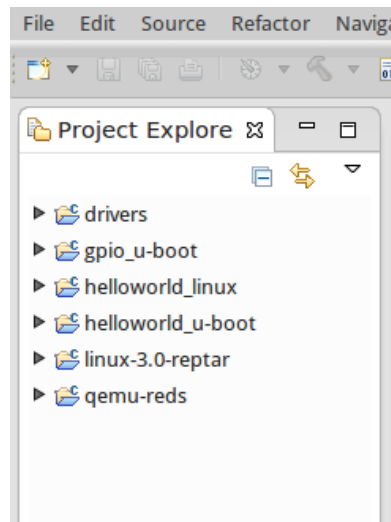 File Edit Source Refactor Naviga
Project Explore
drivers
gpio_u-boot
helloworld_linux
helloworld_u-boot
linux-3.0-reptar
qemu-reds